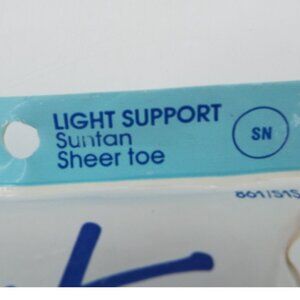 LIGHT SUPPORT
Suntan
Sheer toe
SN